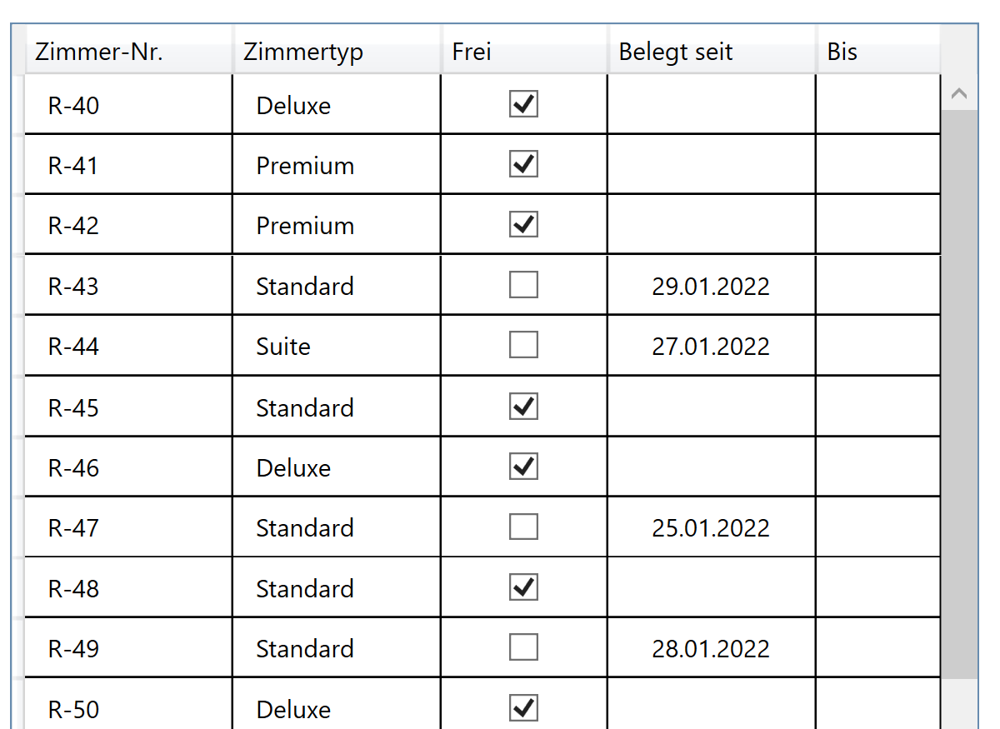 Zimmer-Nr. Zimmertyp Frei Belegt seit Bis
R-40 Deluxe
R-41 Premium
R-42 Premium
R-43 Standard 29.01.2022
R-44 Suite 27.01.2022
R-45 Standard
R-46 Deluxe
R-47 Standard 25.01.2022
R-48 Standard
R-49 Standard 28.01.2022
R-50 Deluxe